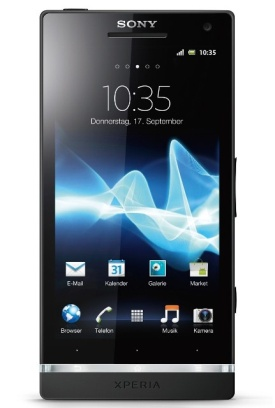 SONY
10:35
10:35
Donnerstag, 17. September
31
E-Mail Kalender Galerie Market
Browser Telefon Musik Kamera
XPERIA